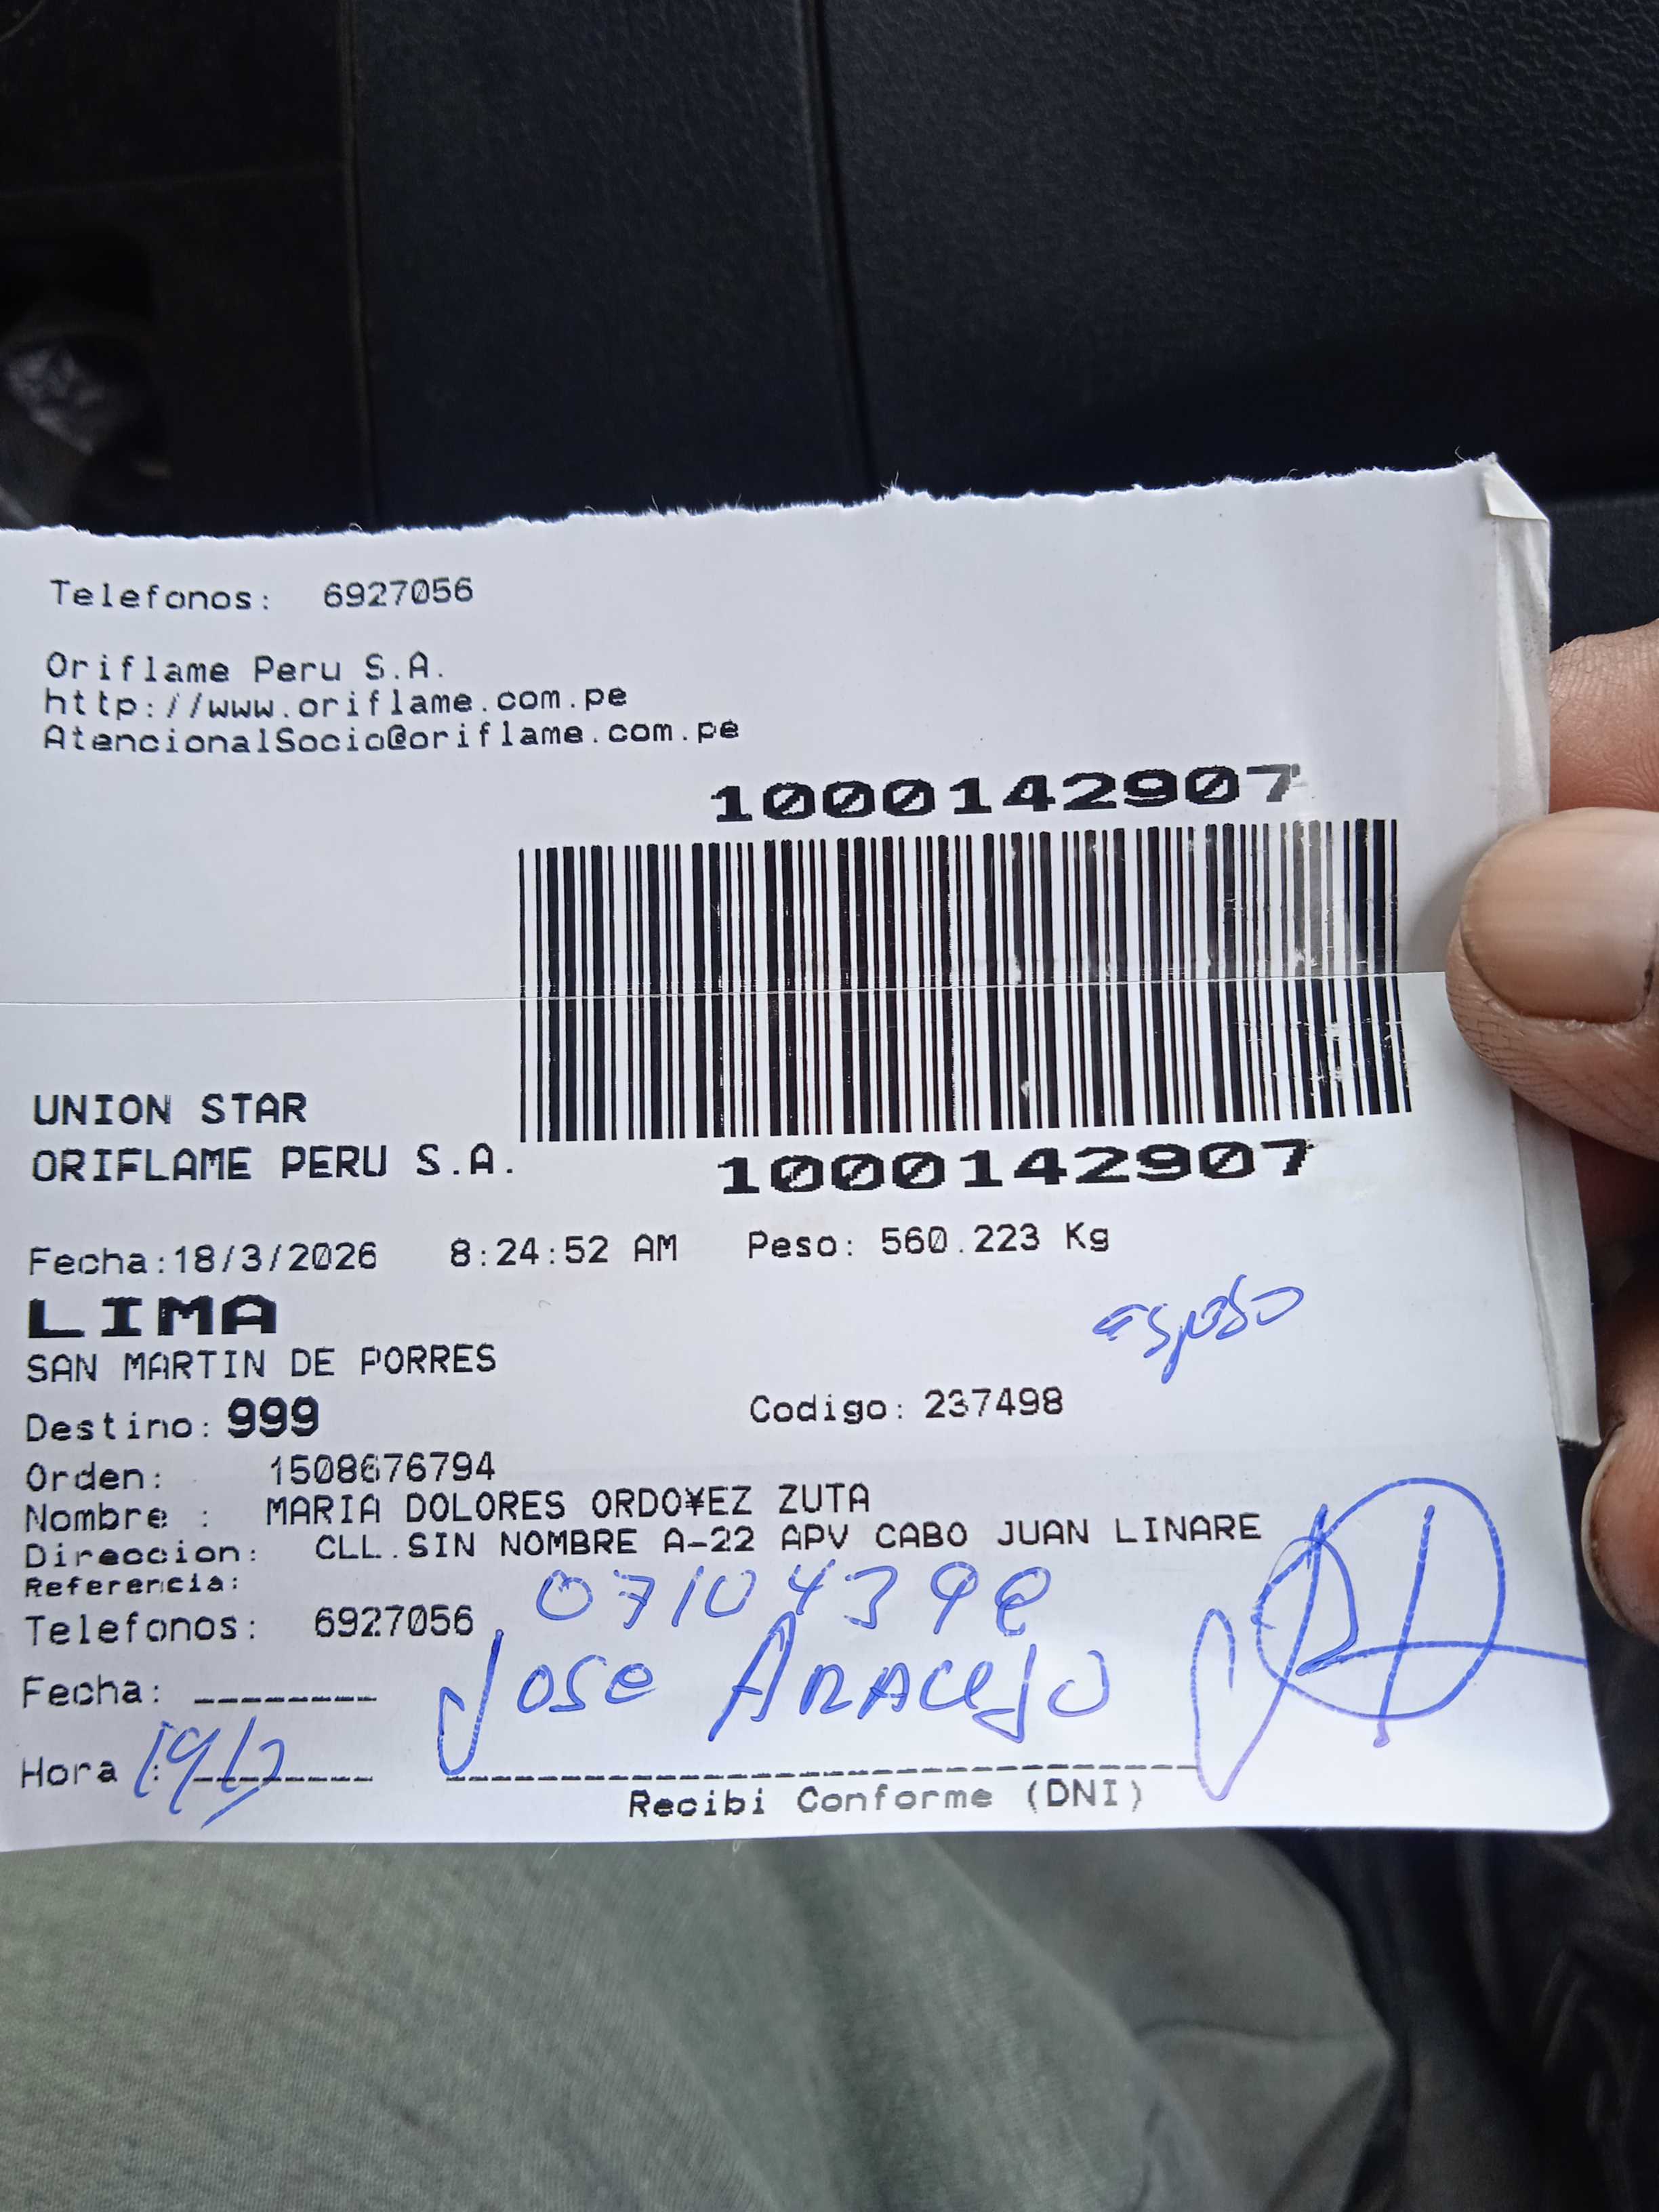 Telefonos: 6927056
Oriflame Peru S.A.
http://www.oriflame.com.pe
AtencionalSocio@oriflame.com.pe
1000142907
UNION STAR
ORIFLAME PERU S.A.
1000142907
Fecha:18/3/2026 8:24:52 AM Peso: 560.223 Kg
LIMA
esposo
SAN MARTIN DE PORRES
Destino: 999 Codigo: 237498
Orden: 1508676794
Nombre : MARIA DOLORES ORDO¥EZ ZUTA
Direccion: CLL.SIN NOMBRE A-22 APV CABO JUAN LINARE
Referencia:
Telefonos: 6927056
Fecha: --------
Jose ARAUJO
Hora :
Recibi Conforme (DNI)